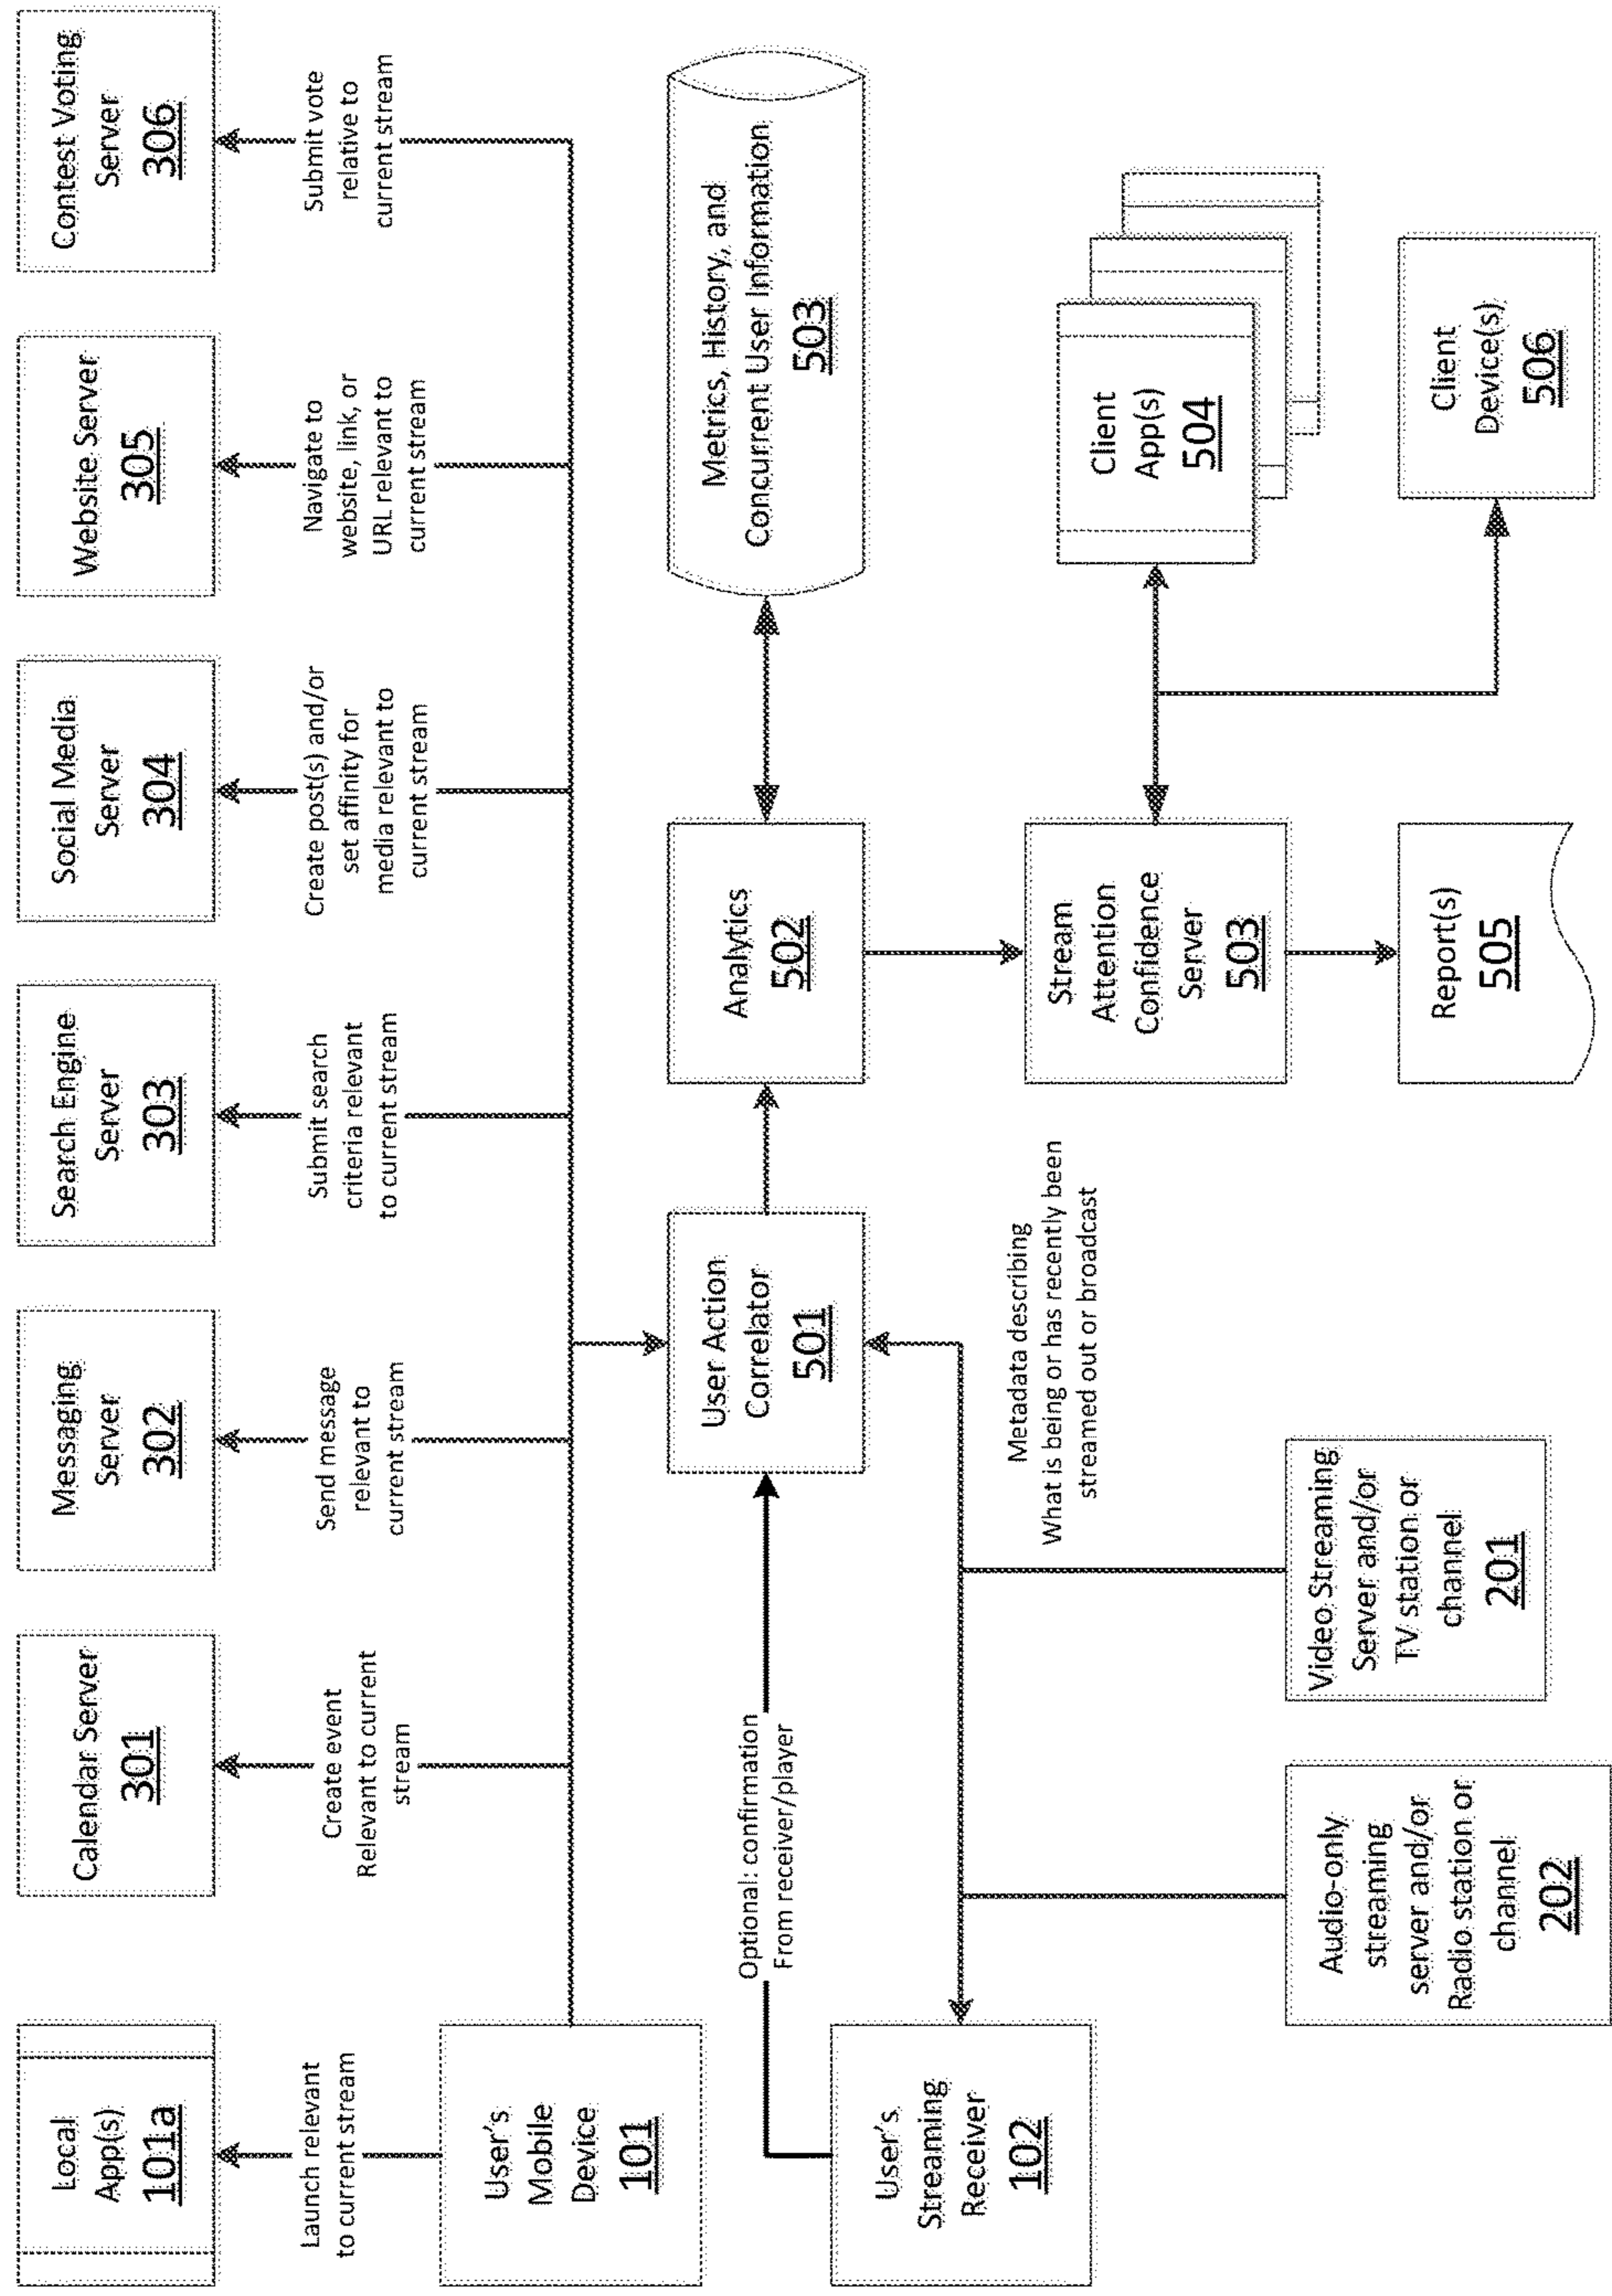 Local
App(s)
101a
Calendar Server
301
Messaging
Server
302
Search Engine
Server
303
Social Media
Server
304
Website Server
305
Contest Voting
Server
306
Launch relevant
to current stream
Create event
Relevant to current
stream
Send message
relevant to
current stream
Submit search
criteria relevant
to current stream
Create post(s) and/or
set affinity for
media relevant to
current stream
Navigate to
website, link, or
URL relevant to
current stream
Submit vote
relative to
current stream
User's
Mobile
Device
101
Optional: confirmation
From receiver/player
User Action
Correlator
501
Analytics
502
Metrics, History, and
Concurrent User Information
503
User's
Streaming
Receiver
102
Metadata describing
What is being or has recently been
streamed out or broadcast
Stream
Attention
Confidence
Server
503
Client
App(s)
504
Audio-only
streaming
server and/or
Radio station or
channel
202
Video Streaming
Server and/or
TV station or
channel
201
Report(s)
505
Client
Device(s)
506